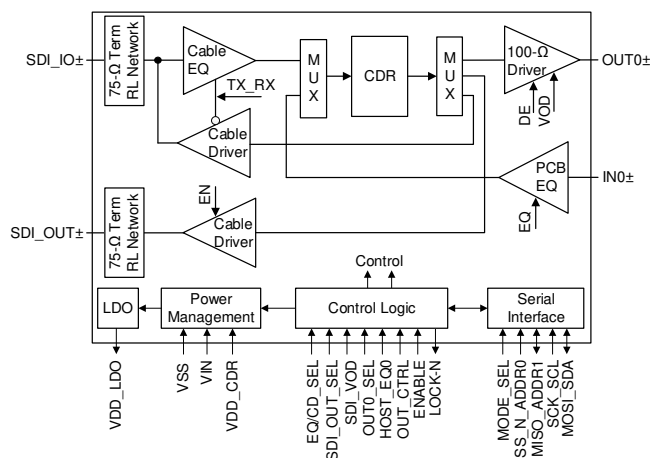 SDI_IO±
75-Ω Term
RL Network
Cable
EQ
MUX
CDR
MUX
100-Ω
Driver
OUT0±
TX_RX
DE
VOD
Cable
Driver
PCB
EQ
IN0±
EQ
SDI_OUT±
75-Ω Term
RL Network
EN
Cable
Driver
Control
LDO
Power
Management
Control Logic
Serial
Interface
VDD_LDO
VSS
VIN
VDD_CDR
EQ/CD_SEL
SDI_OUT_SEL
SDI_VOD
OUT0_SEL
HOST_EQ0
OUT_CTRL
ENABLE
LOCK-N
MODE_SEL
SS_N_ADDR0
MISO_ADDR1
SCK_SCL
MOSI_SDA